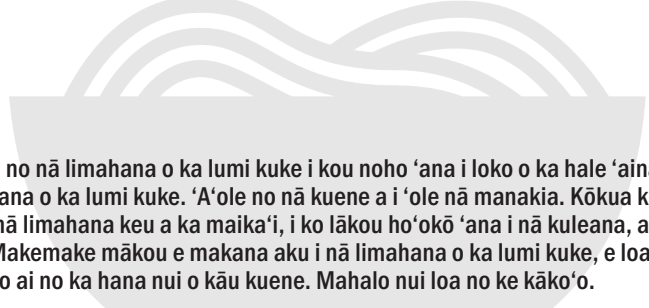 no nā limahana o ka lumi kuke i kou noho ʻana i loko o ka hale ʻaina
ana o ka lumi kuke. ʻAʻole no nā kuene a i ʻole nā manakia. Kōkua k
nā limahana keu a ka maikaʻi, i ko lākou hoʻokō ʻana i nā kuleana, a
Makemake mākou e makana aku i nā limahana o ka lumi kuke, e loa
o ai no ka hana nui o kāu kuene. Mahalo nui loa no ke kākoʻo.